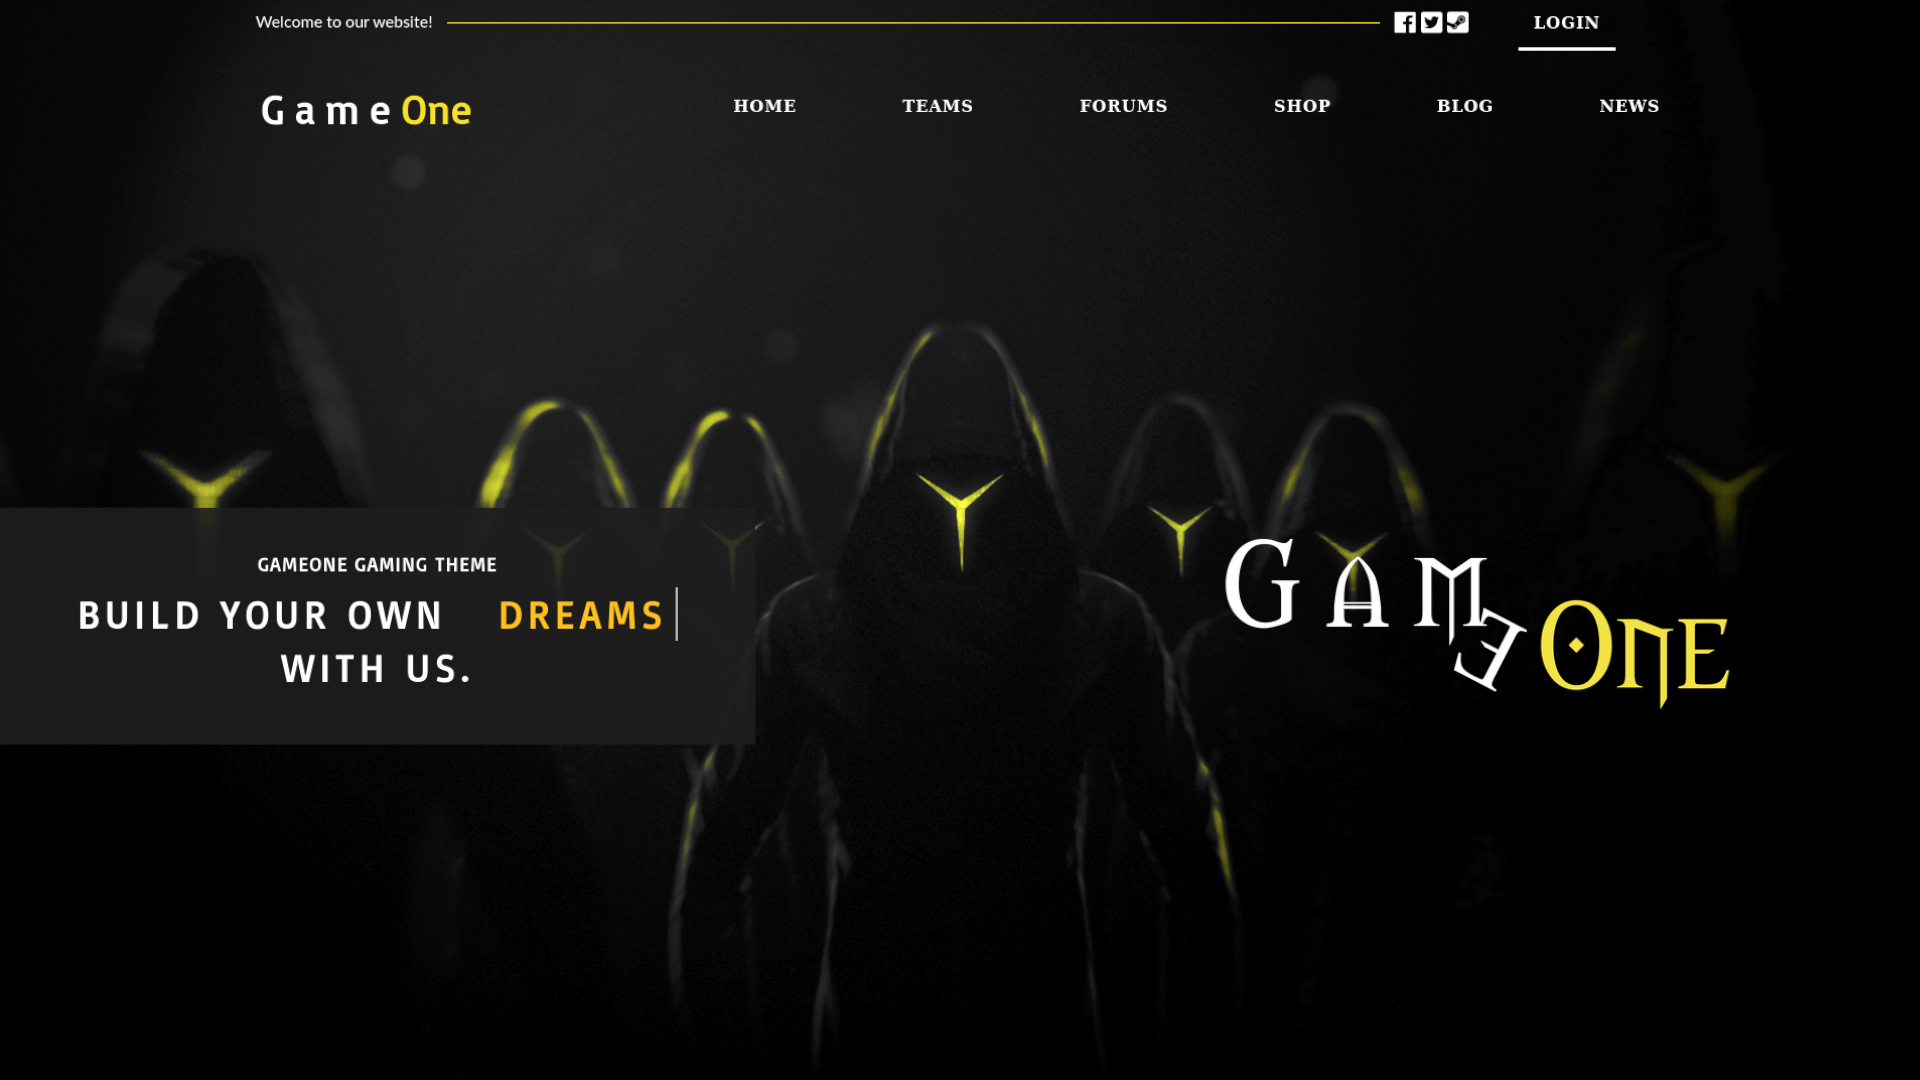 Welcome to our website!
LOGIN
Game One
HOME
TEAMS
FORUMS
SHOP
BLOG
NEWS
GAMEONE GAMING THEME
BUILD YOUR OWN DREAMS
WITH US.
GAME ONE